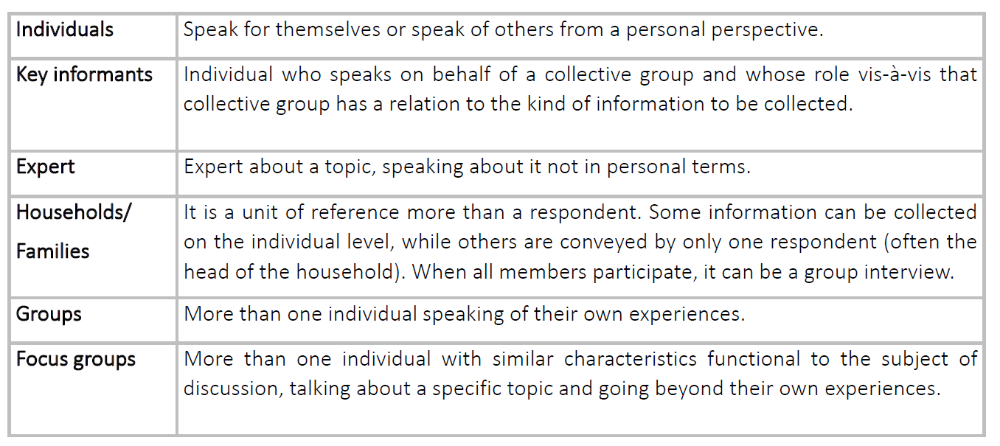 Individuals
Speak for themselves or speak of others from a personal perspective.
Key informants
Individual who speaks on behalf of a collective group and whose role vis-à-vis that
collective group has a relation to the kind of information to be collected.
Expert
Expert about a topic, speaking about it not in personal terms.
Households/
Families
It is a unit of reference more than a respondent. Some information can be collected
on the individual level, while others are conveyed by only one respondent (often the
head of the household). When all members participate, it can be a group interview.
Groups
More than one individual speaking of their own experiences.
Focus groups
More than one individual with similar characteristics functional to the subject of
discussion, talking about a specific topic and going beyond their own experiences.